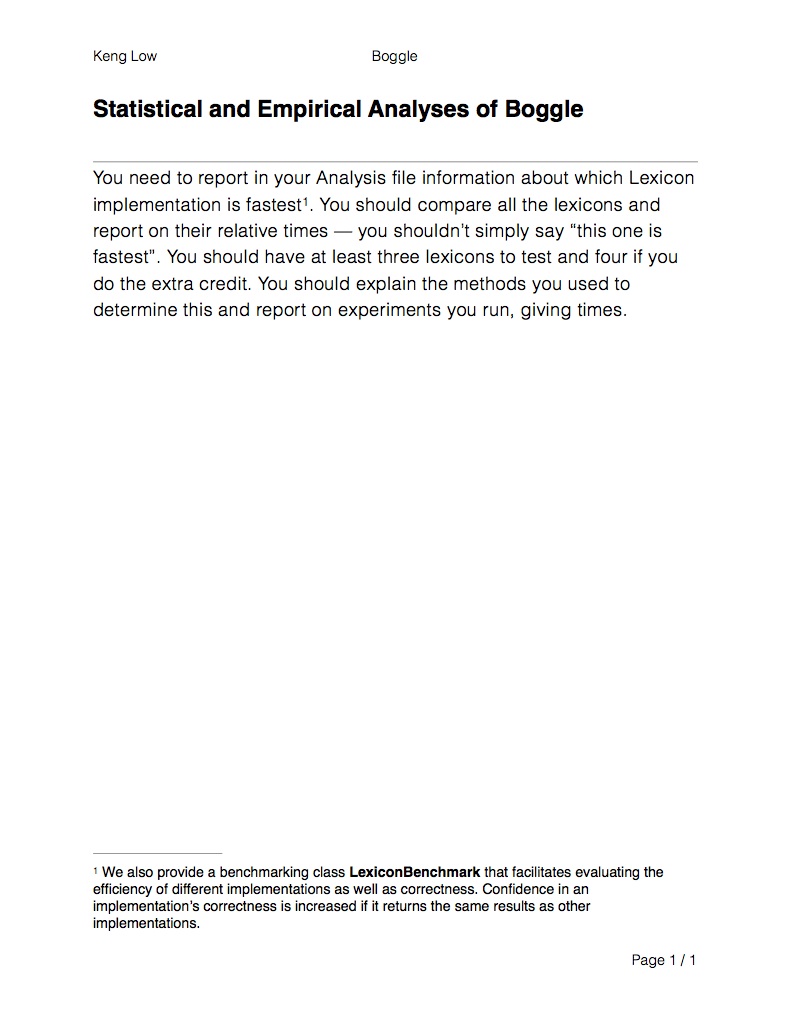 Keng Low Boggle
Statistical and Empirical Analyses of Boggle
You need to report in your Analysis file information about which Lexicon
implementation is fastest¹. You should compare all the lexicons and
report on their relative times — you shouldn’t simply say “this one is
fastest”. You should have at least three lexicons to test and four if you
do the extra credit. You should explain the methods you used to
determine this and report on experiments you run, giving times.
¹ We also provide a benchmarking class LexiconBenchmark that facilitates evaluating the
efficiency of different implementations as well as correctness. Confidence in an
implementation’s correctness is increased if it returns the same results as other
implementations.
Page 1 / 1